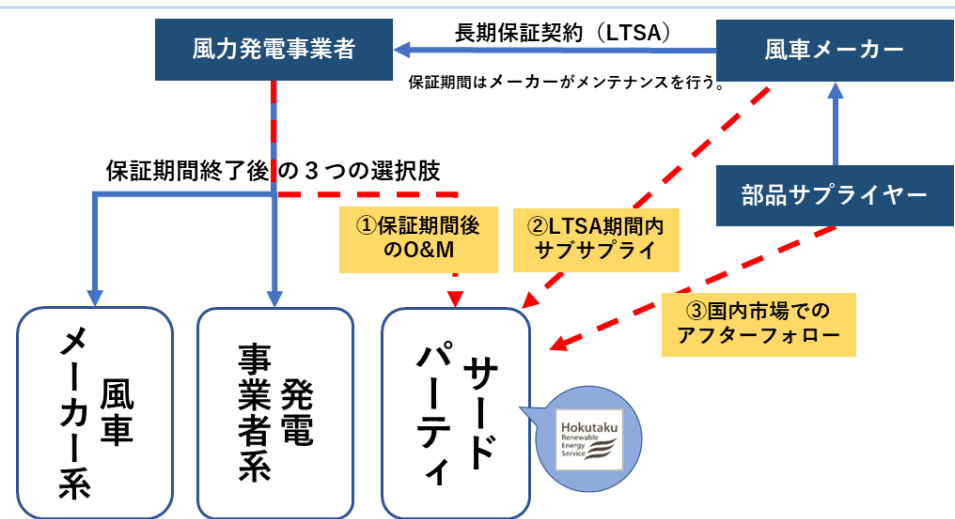 風力発電事業者
長期保証契約（LTSA）
保証期間はメーカーがメンテナンスを行う。
風車メーカー
部品サプライヤー
保証期間終了後の３つの選択肢
①保証期間後
のO&M
②LTSA期間内
サブサプライ
③国内市場での
アフターフォロー
風車
メーカー系
発電
事業者系
サード
パーティ
Hokutaku
Renewable
Energy
Service